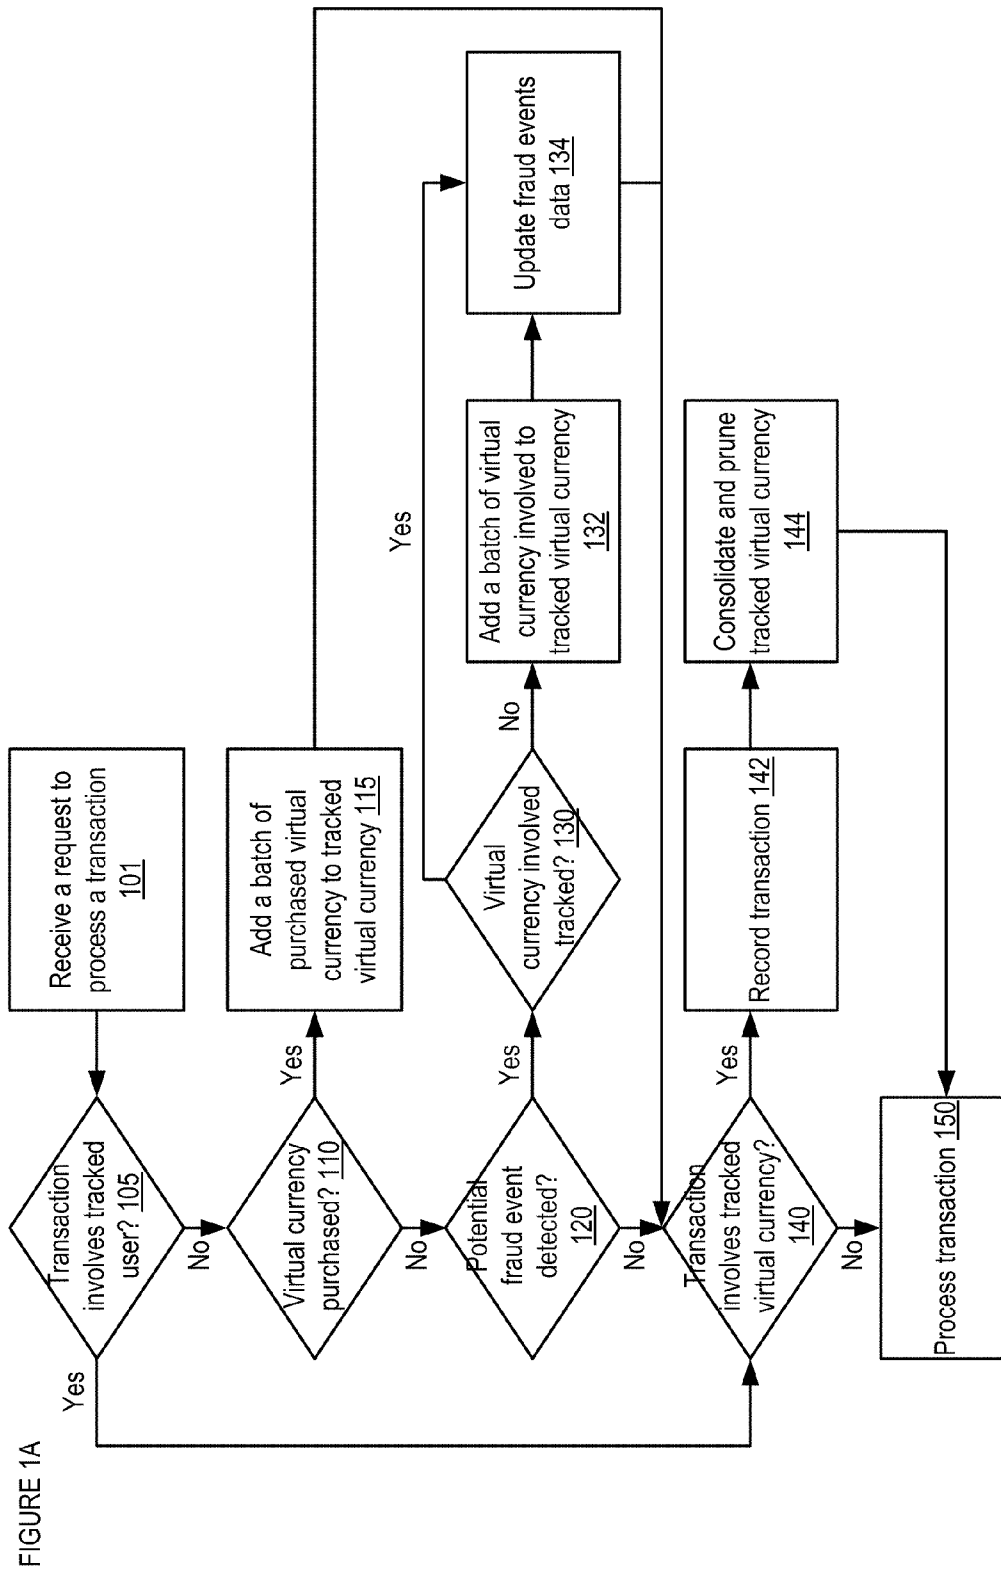 FIGURE 1A
Receive a request to
process a transaction
101
Transaction
involves tracked
user? 105
Yes
No
Virtual currency
purchased? 110
Yes
Add a batch of
purchased virtual
currency to tracked
virtual currency 115
No
Potential
fraud event
detected?
120
Yes
Virtual
currency involved
tracked? 130
Yes
No
Add a batch of virtual
currency involved to
tracked virtual currency
132
Update fraud events
data 134
No
Transaction
involves tracked
virtual currency?
140
Yes
Record transaction 142
Consolidate and prune
tracked virtual currency
144
No
Process transaction 150